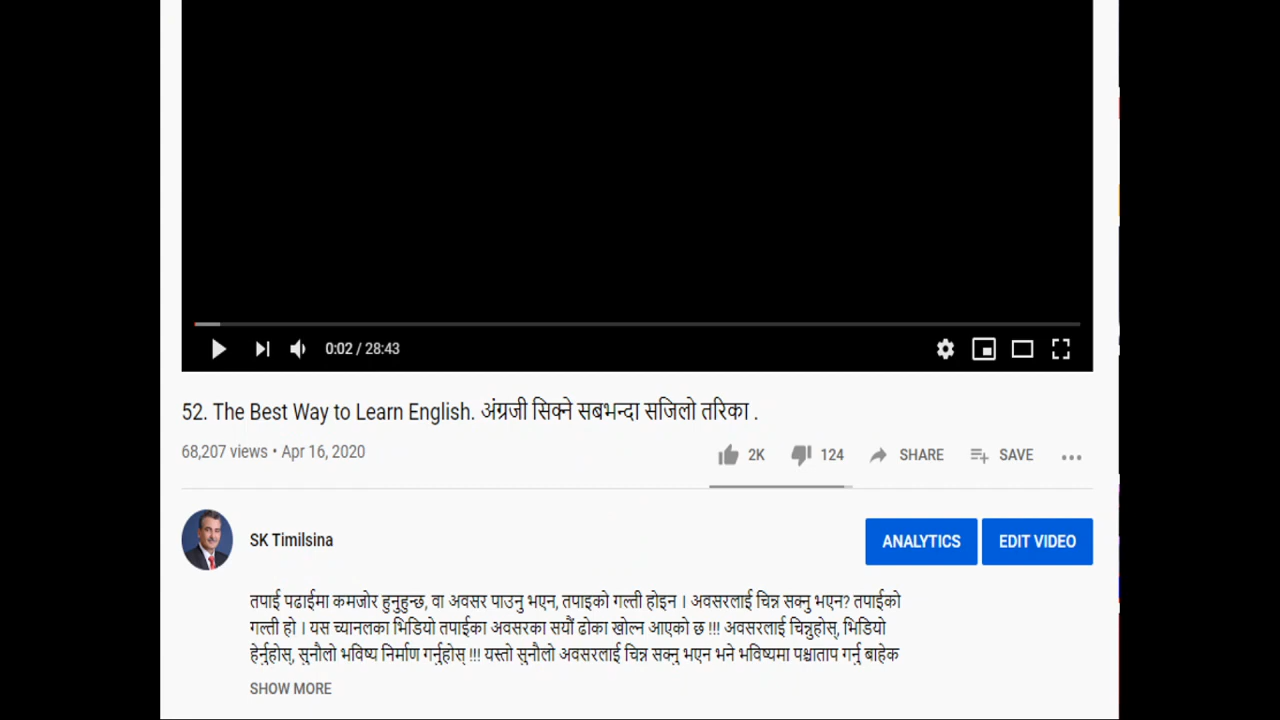 0:02 / 28:43
52. The Best Way to Learn English. अंग्रजी सिक्ने सबभन्दा सजिलो तरिका .
68,207 views • Apr 16, 2020
2K 124 SHARE SAVE
SK Timilsina
ANALYTICS EDIT VIDEO
तपाई पढाईमा कमजोर हुनुहुन्छ, वा अवसर पाउनु भएन, तपाइको गल्ती होइन । अवसरलाई चिन्न सक्नु भएन? तपाईको
गल्ती हो । यस च्यानलका भिडियो तपाईका अवसरका सयौं ढोका खोल्न आएको छ !!! अवसरलाई चिन्नुहोस्, भिडियो
हेर्नुहोस्, सुनौलो भविष्य निर्माण गर्नुहोस् !!! यस्तो सुनौलो अवसरलाई चिन्न सक्नु भएन भने भविष्यमा पश्चाताप गर्नु बाहेक
SHOW MORE